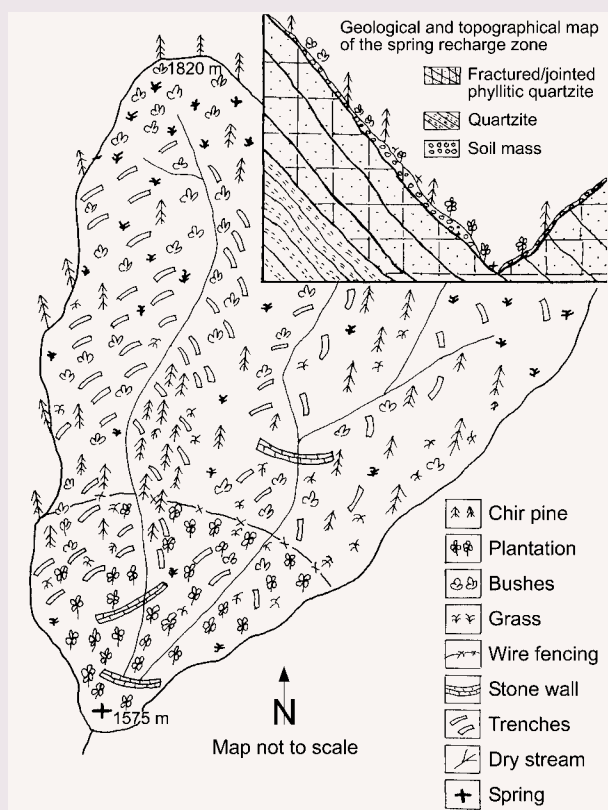 Geological and topographical map
of the spring recharge zone
Fractured/jointed
phyllitic quartzite
Quartzite
Soil mass
1820 m
Chir pine
Plantation
Bushes
Grass
Wire fencing
Stone wall
Trenches
Dry stream
Spring
1575 m
N
Map not to scale